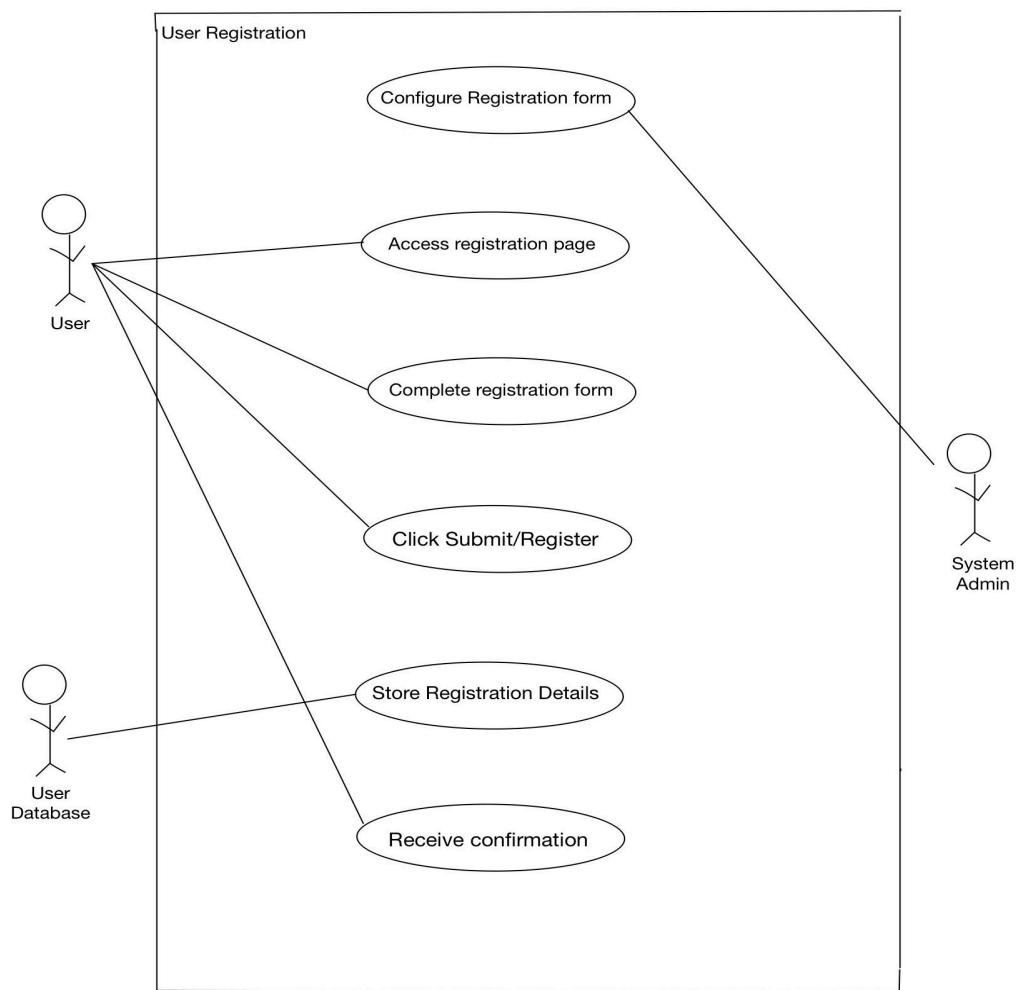 User Registration
Configure Registration form
Access registration page
User
Complete registration form
Click Submit/Register
System
Admin
Store Registration Details
User
Database
Receive confirmation